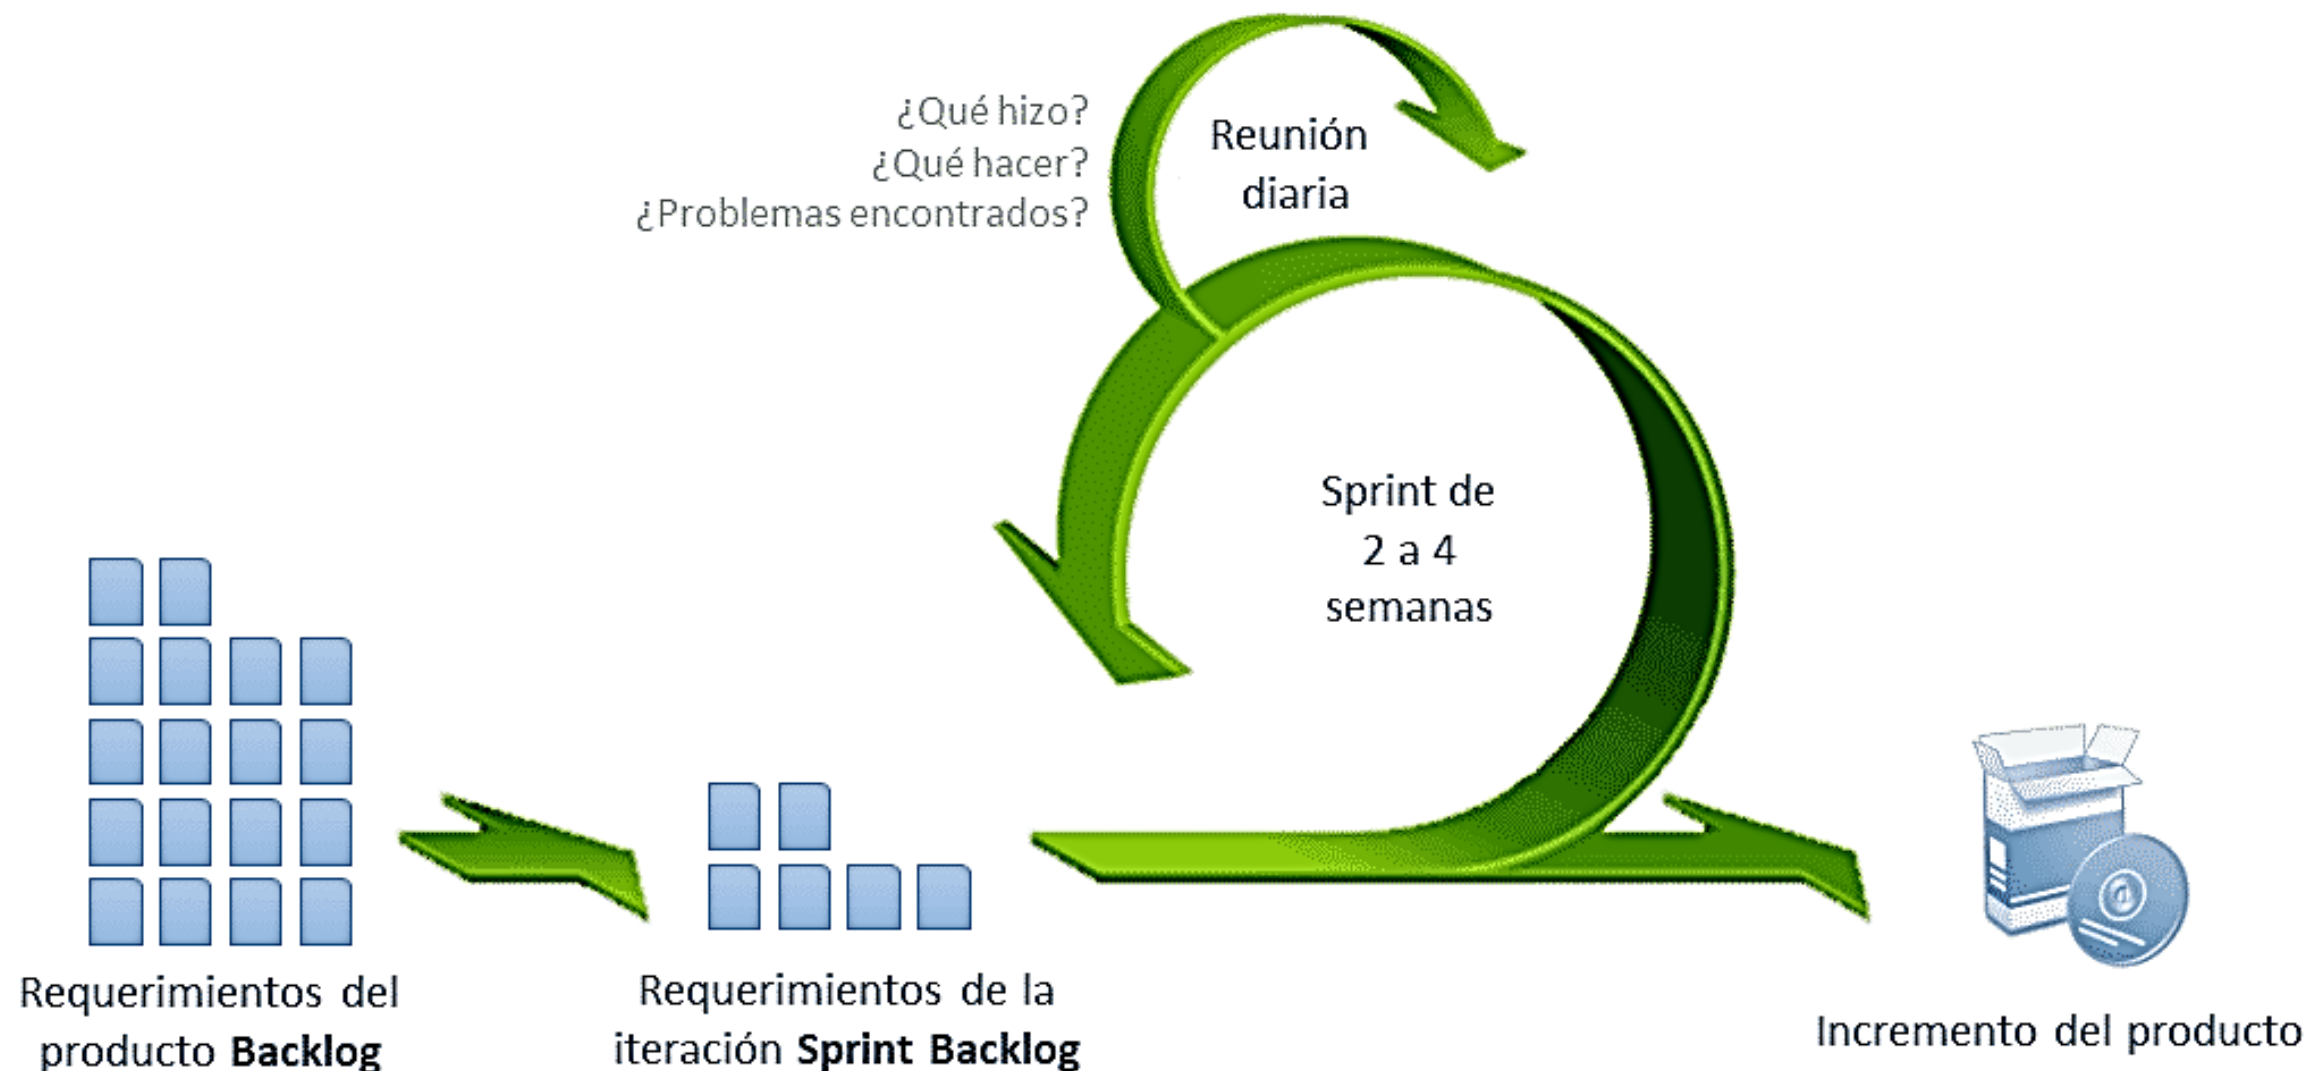 ¿Qué hizo?
¿Qué hacer?
¿Problemas encontrados?
Reunión
diaria
Sprint de
2 a 4
semanas
Requerimientos del
producto Backlog
Requerimientos de la
iteración Sprint Backlog
Incremento del producto